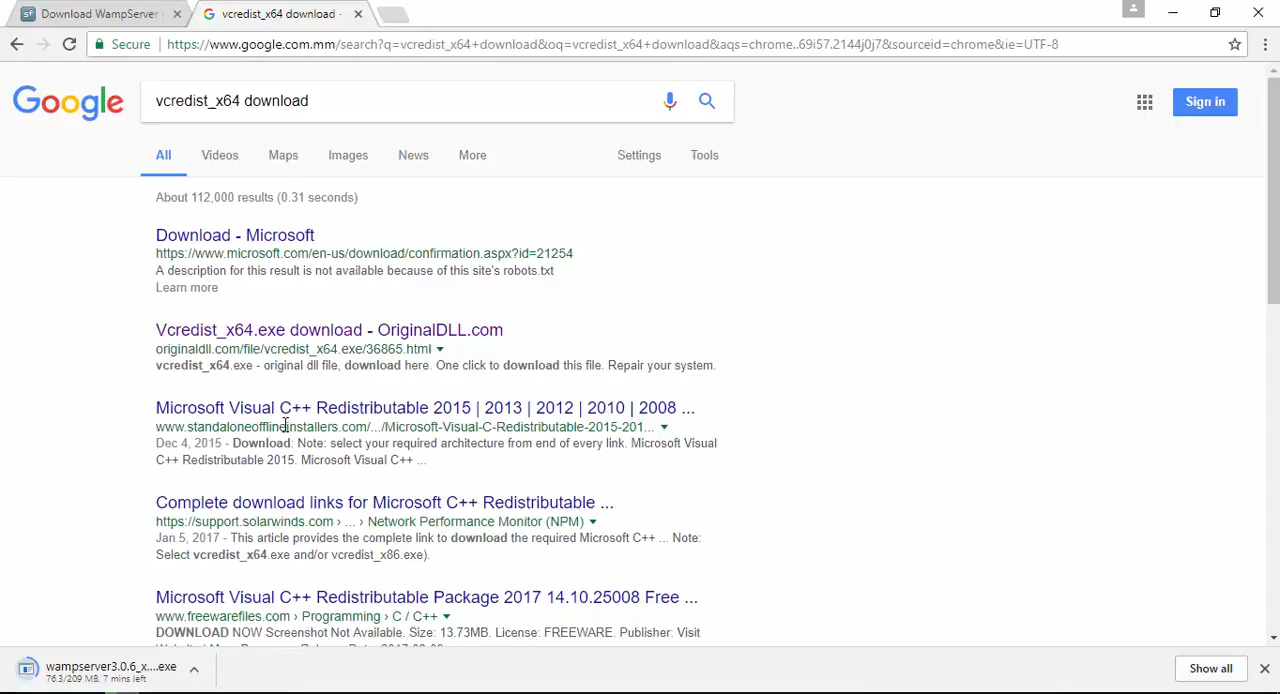 Download WampServer
vcredist_x64 download -
Secure
https://www.google.com.mm/search?q=vcredist_x64+download&oq=vcredist_x64+download&aqs=chrome..69i57.2144j0j7&sourceid=chrome&ie=UTF-8
Google
vcredist_x64 download
Sign in
All Videos Maps Images News More Settings Tools
About 112,000 results (0.31 seconds)
Download - Microsoft
https://www.microsoft.com/en-us/download/confirmation.aspx?id=21254
A description for this result is not available because of this site's robots.txt
Learn more
Vcredist_x64.exe download - OriginalDLL.com
originaldll.com/file/vcredist_x64.exe/36865.html
vcredist_x64.exe - original dll file, download here. One click to download this file. Repair your system.
Microsoft Visual C++ Redistributable 2015 | 2013 | 2012 | 2010 | 2008 ...
www.standaloneofflineinstallers.com/.../Microsoft-Visual-C-Redistributable-2015-201...
Dec 4, 2015 - Download: Note: select your required architecture from end of every link. Microsoft Visual
C++ Redistributable 2015. Microsoft Visual C++ ...
Complete download links for Microsoft C++ Redistributable ...
https://support.solarwinds.com › ... › Network Performance Monitor (NPM)
Jan 5, 2017 - This article provides the complete link to download the required Microsoft C++ ... Note:
Select vcredist_x64.exe and/or vcredist_x86.exe).
Microsoft Visual C++ Redistributable Package 2017 14.10.25008 Free ...
www.freewarefiles.com › Programming › C / C++
DOWNLOAD NOW Screenshot Not Available. Size: 13.73MB. License: FREEWARE. Publisher: Visit
wampserver3.0.6_x....exe
76.3/209 MB, 7 mins left
Show all